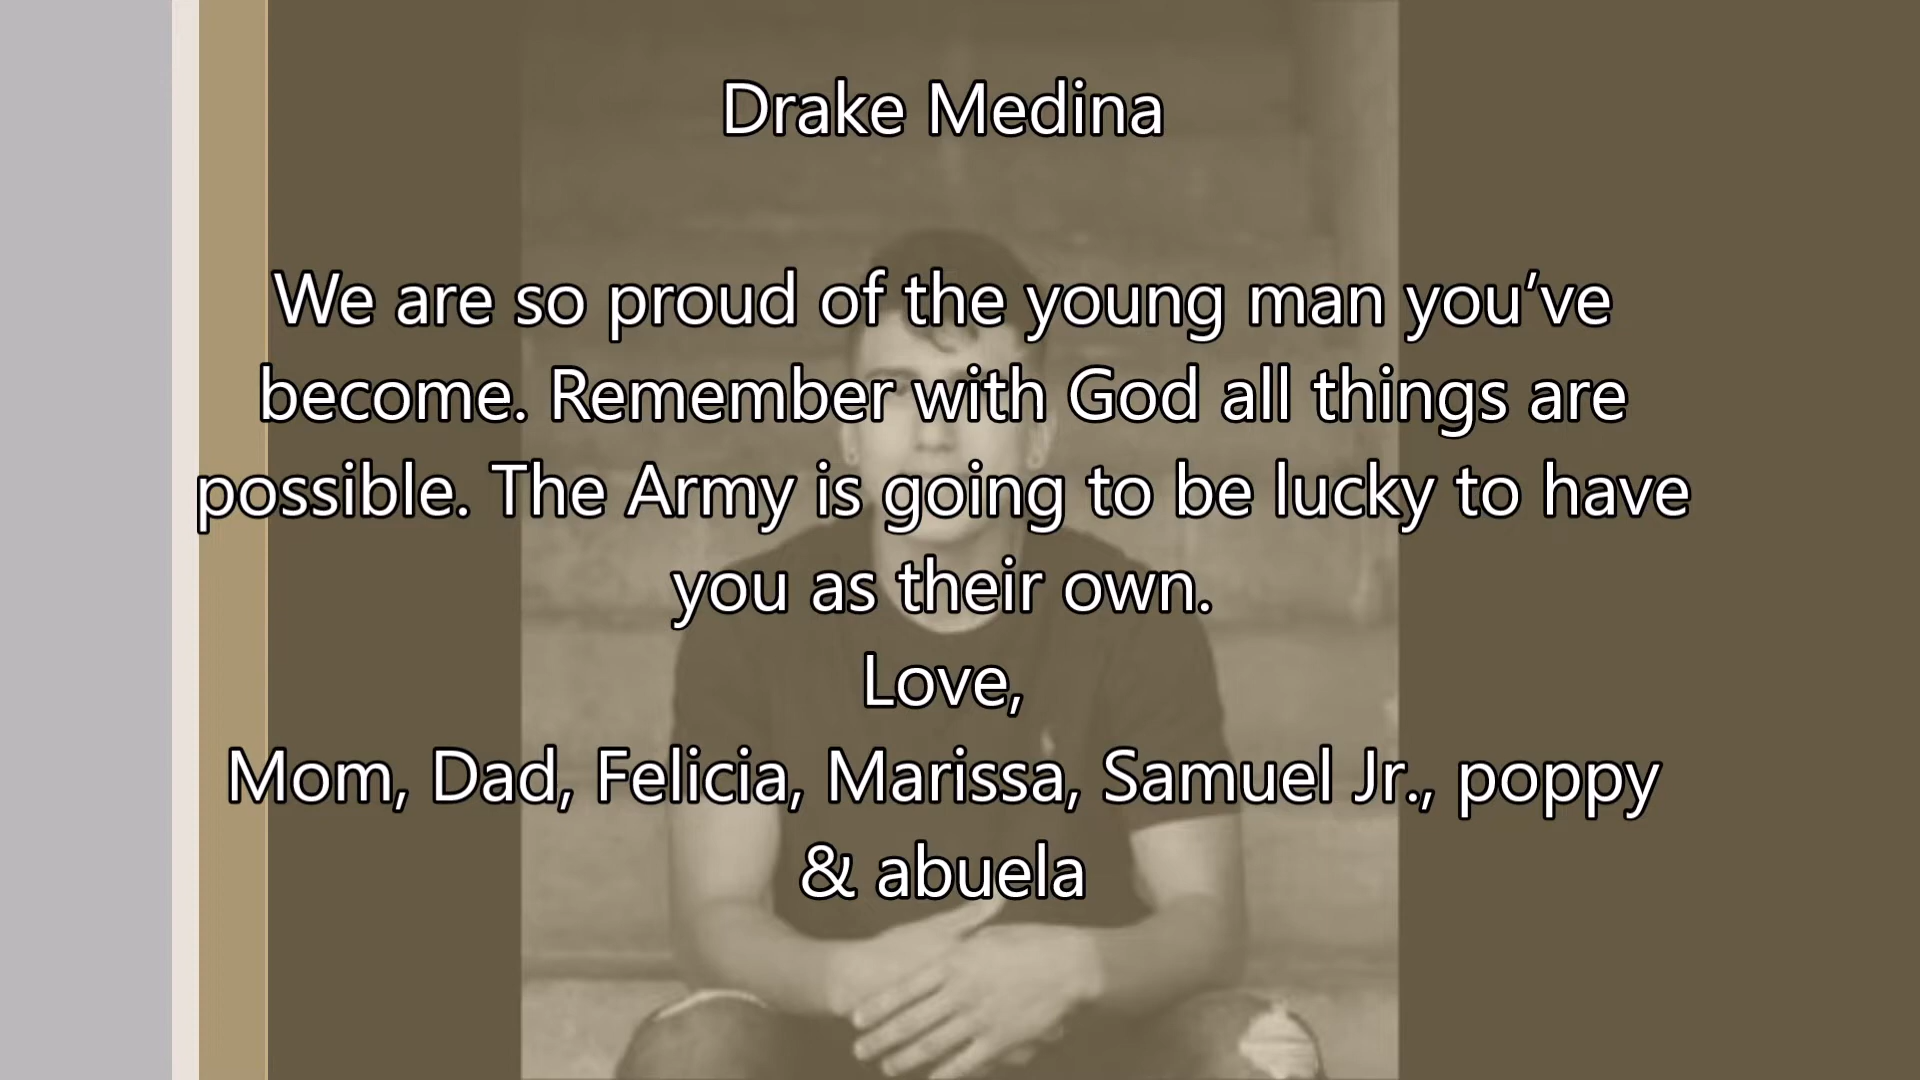 Drake Medina
We are so proud of the young man you’ve
become. Remember with God all things are
possible. The Army is going to be lucky to have
you as their own.
Love,
Mom, Dad, Felicia, Marissa, Samuel Jr., poppy
& abuela